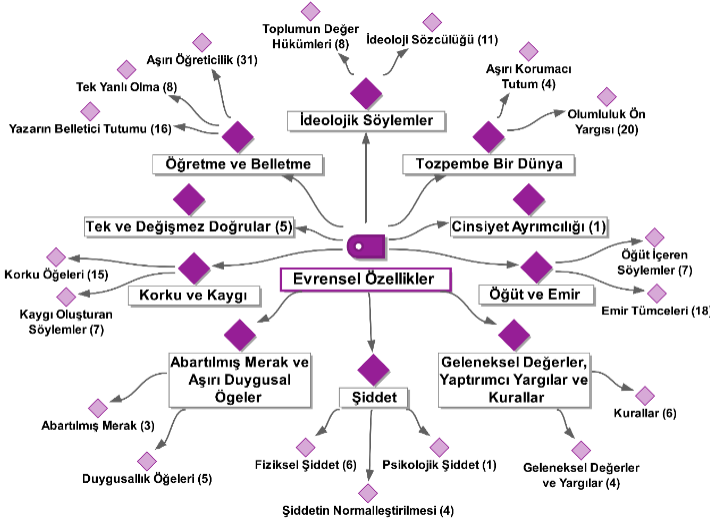 Toplumun Değer
Hükümleri (8)
İdeoloji Sözcülüğü (11)
Aşırı Öğreticilik (31)
Tek Yanlı Olma (8)
Yazarın Belletici Tutumu (16)
Aşırı Korumacı
Tutum (4)
Olumluluk Ön
Yargısı (20)
İdeolojik Söylemler
Öğretme ve Belletme
Tozpembe Bir Dünya
Tek ve Değişmez Doğrular (5)
Cinsiyet Ayrımcılığı (1)
Korku Öğeleri (15)
Kaygı Oluşturan
Söylemler (7)
Korku ve Kaygı
Evrensel Özellikler
Öğüt ve Emir
Öğüt İçeren
Söylemler (7)
Emir Tümceleri (18)
Abartılmış Merak ve
Aşırı Duygusal
Ögeler
Şiddet
Geleneksel Değerler,
Yaptırımcı Yargılar ve
Kurallar
Abartılmış Merak (3)
Duygusallık Öğeleri (5)
Fiziksel Şiddet (6)
Psikolojik Şiddet (1)
Şiddetin Normalleştirilmesi (4)
Kurallar (6)
Geleneksel Değerler
ve Yargılar (4)